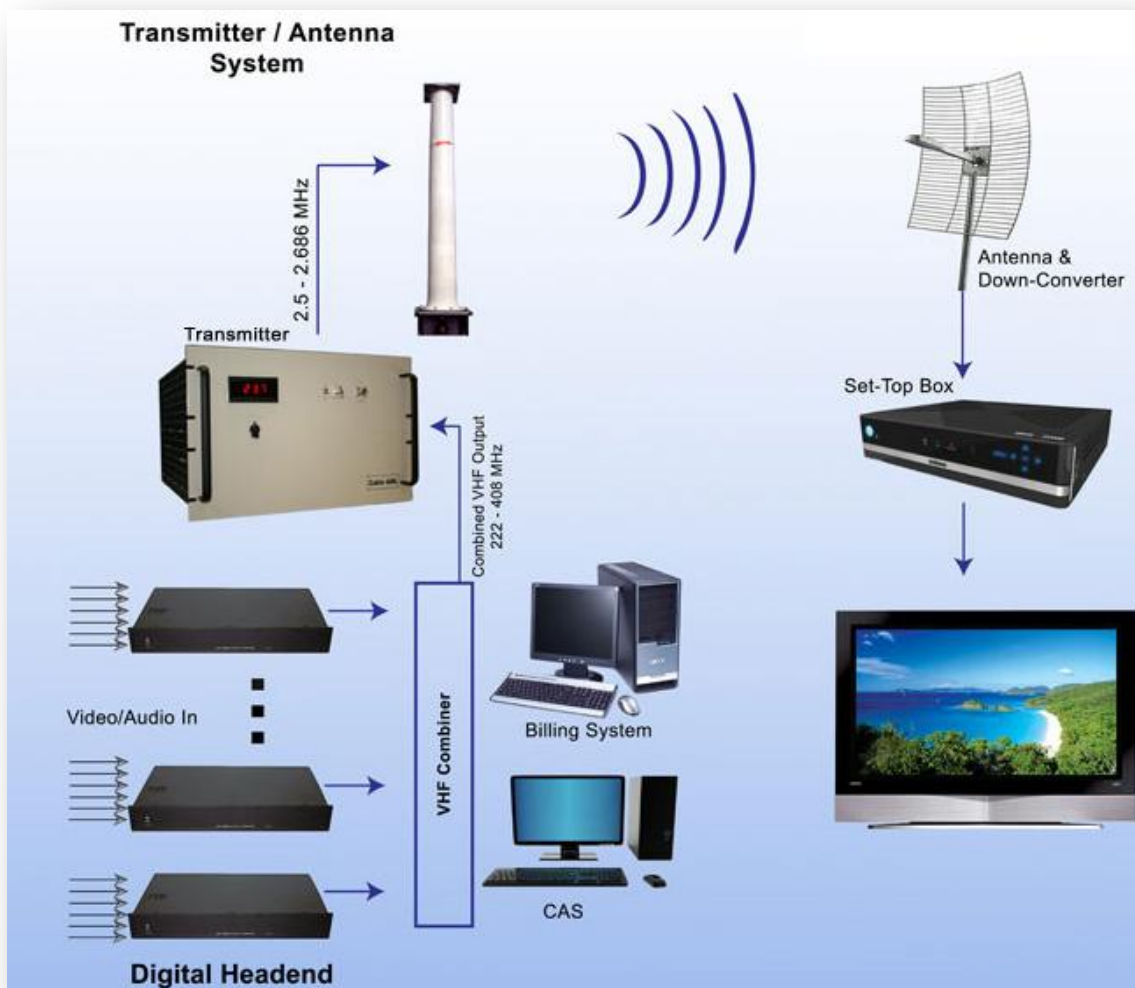 Transmitter / Antenna
System
2.5 - 2.686 MHz
Transmitter
Antenna &
Down-Converter
Set-Top Box
Combined VHF Output
222 - 408 MHz
Video/Audio In
VHF Combiner
Billing System
CAS
Digital Headend